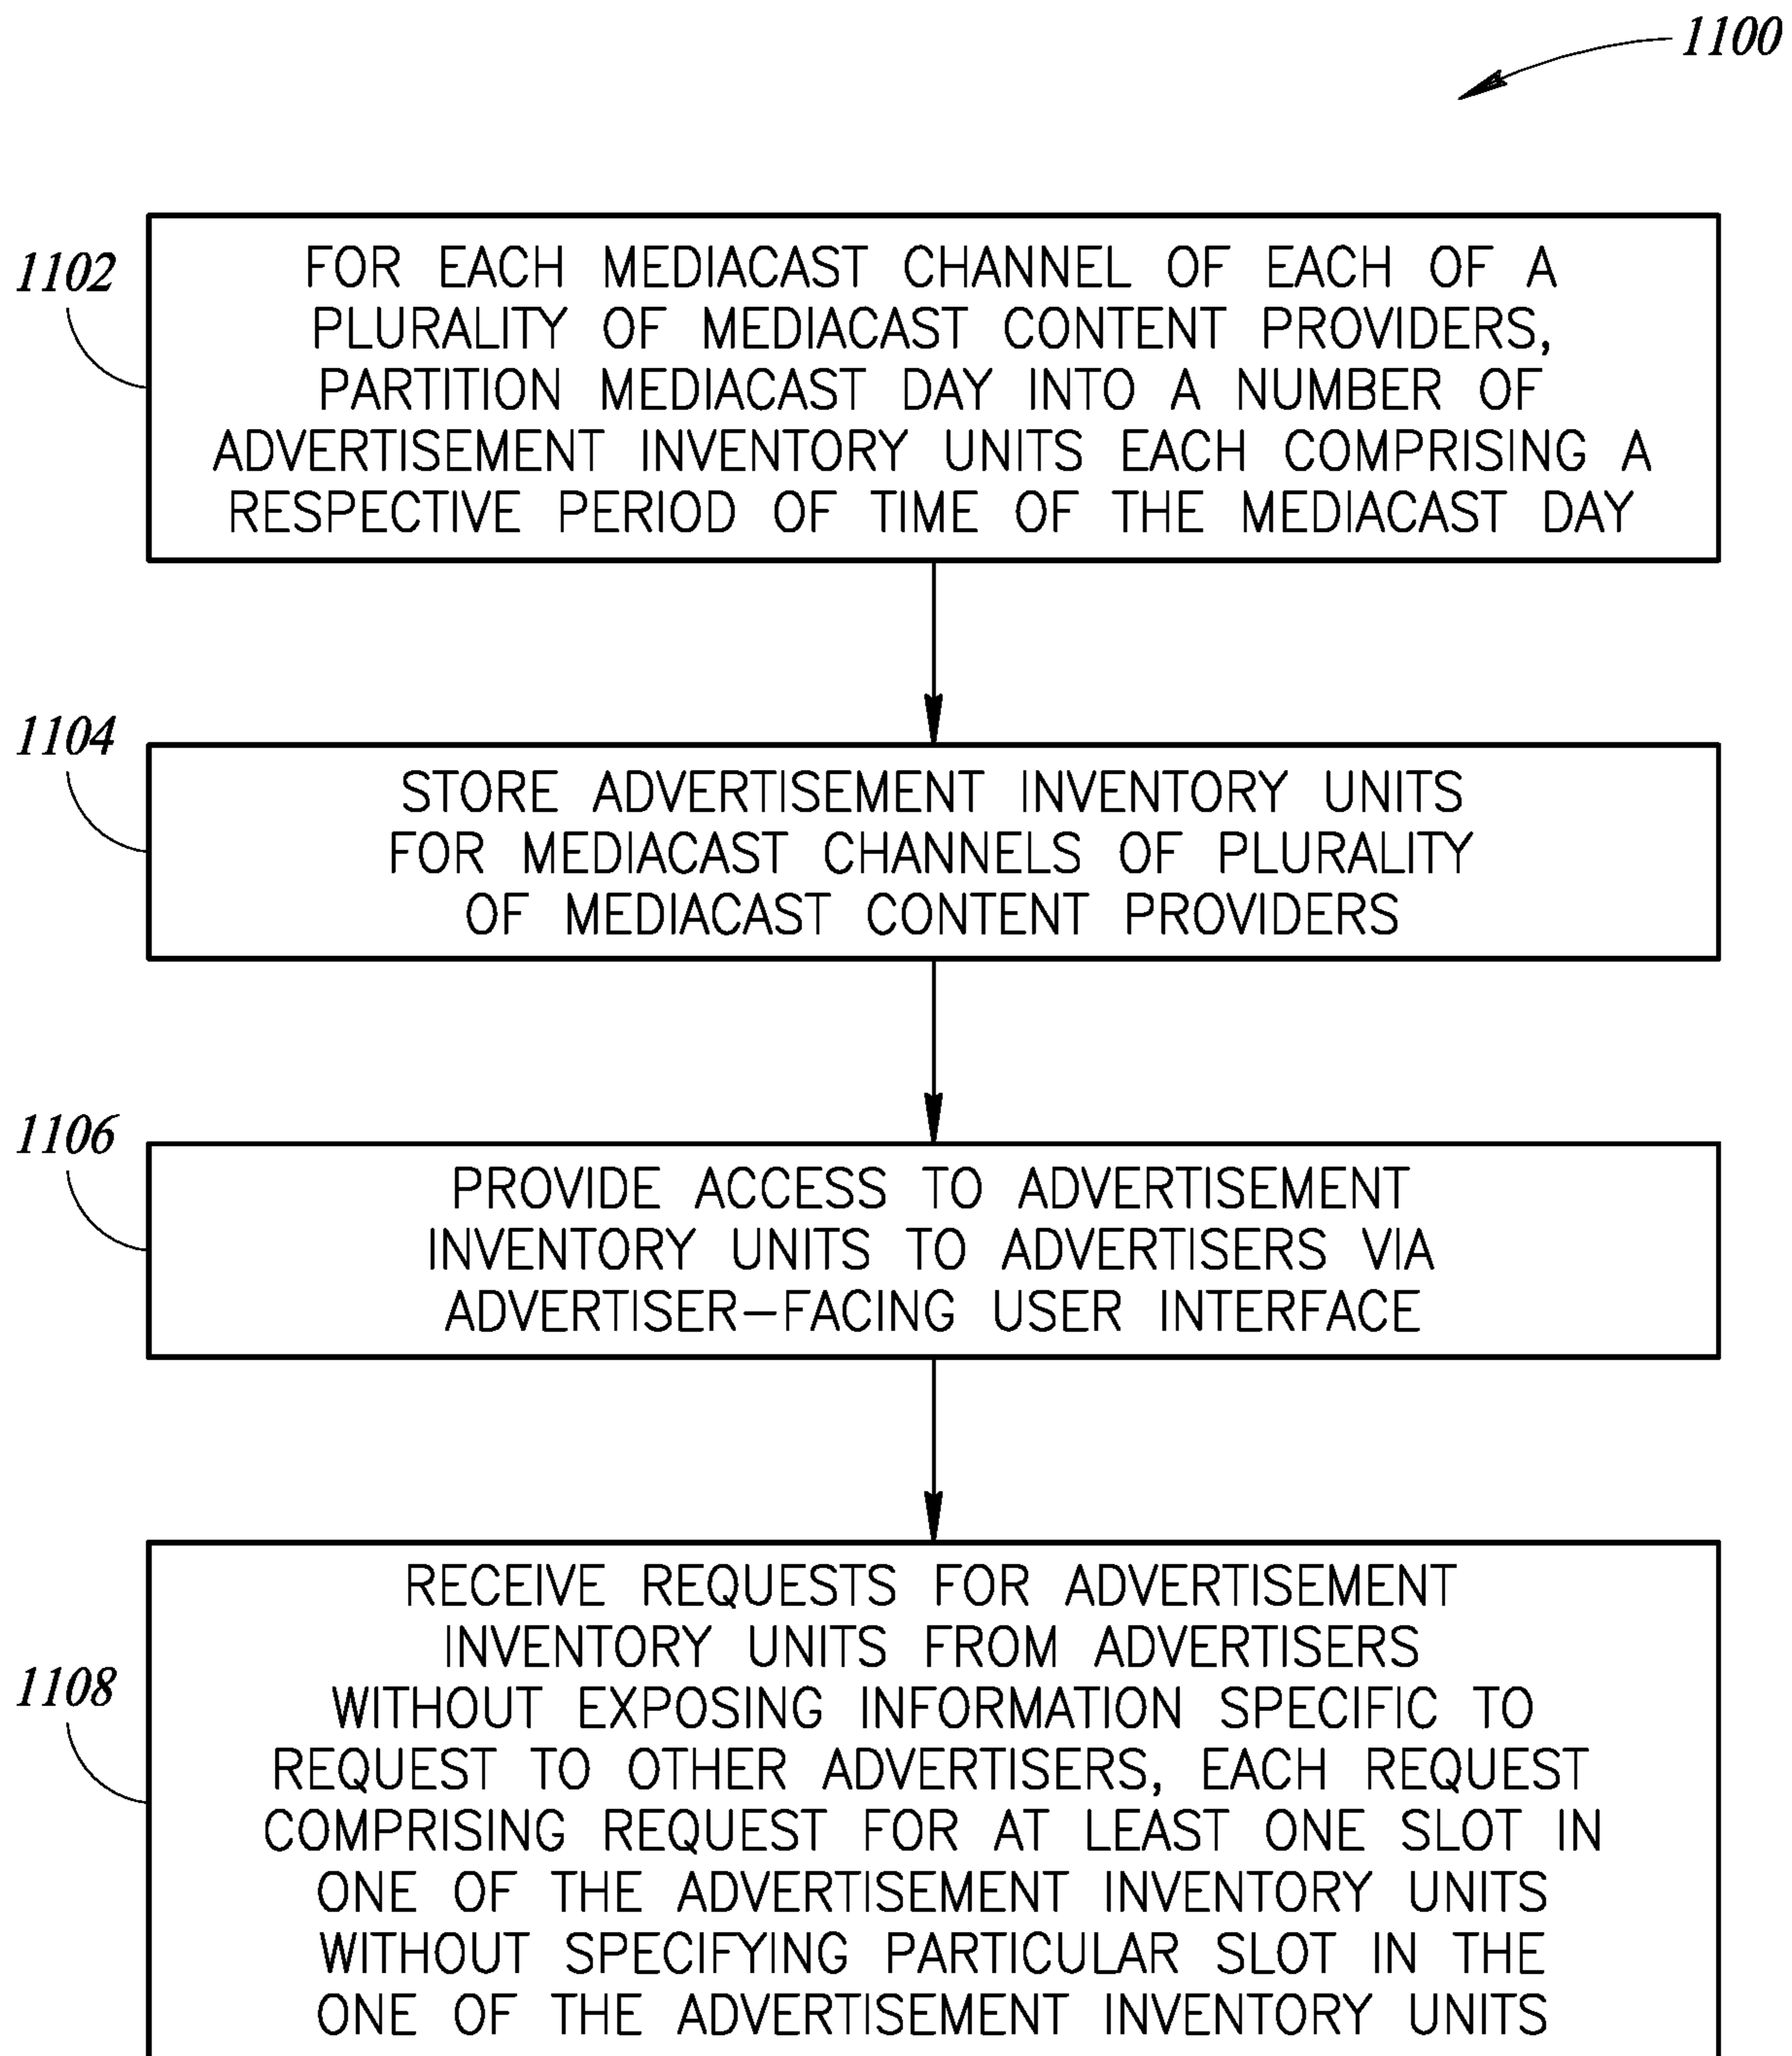 1100
1102
FOR EACH MEDIACAST CHANNEL OF EACH OF A
PLURALITY OF MEDIACAST CONTENT PROVIDERS,
PARTITION MEDIACAST DAY INTO A NUMBER OF
ADVERTISEMENT INVENTORY UNITS EACH COMPRISING A
RESPECTIVE PERIOD OF TIME OF THE MEDIACAST DAY
1104
STORE ADVERTISEMENT INVENTORY UNITS
FOR MEDIACAST CHANNELS OF PLURALITY
OF MEDIACAST CONTENT PROVIDERS
1106
PROVIDE ACCESS TO ADVERTISEMENT
INVENTORY UNITS TO ADVERTISERS VIA
ADVERTISER–FACING USER INTERFACE
1108
RECEIVE REQUESTS FOR ADVERTISEMENT
INVENTORY UNITS FROM ADVERTISERS
WITHOUT EXPOSING INFORMATION SPECIFIC TO
REQUEST TO OTHER ADVERTISERS, EACH REQUEST
COMPRISING REQUEST FOR AT LEAST ONE SLOT IN
ONE OF THE ADVERTISEMENT INVENTORY UNITS
WITHOUT SPECIFYING PARTICULAR SLOT IN THE
ONE OF THE ADVERTISEMENT INVENTORY UNITS